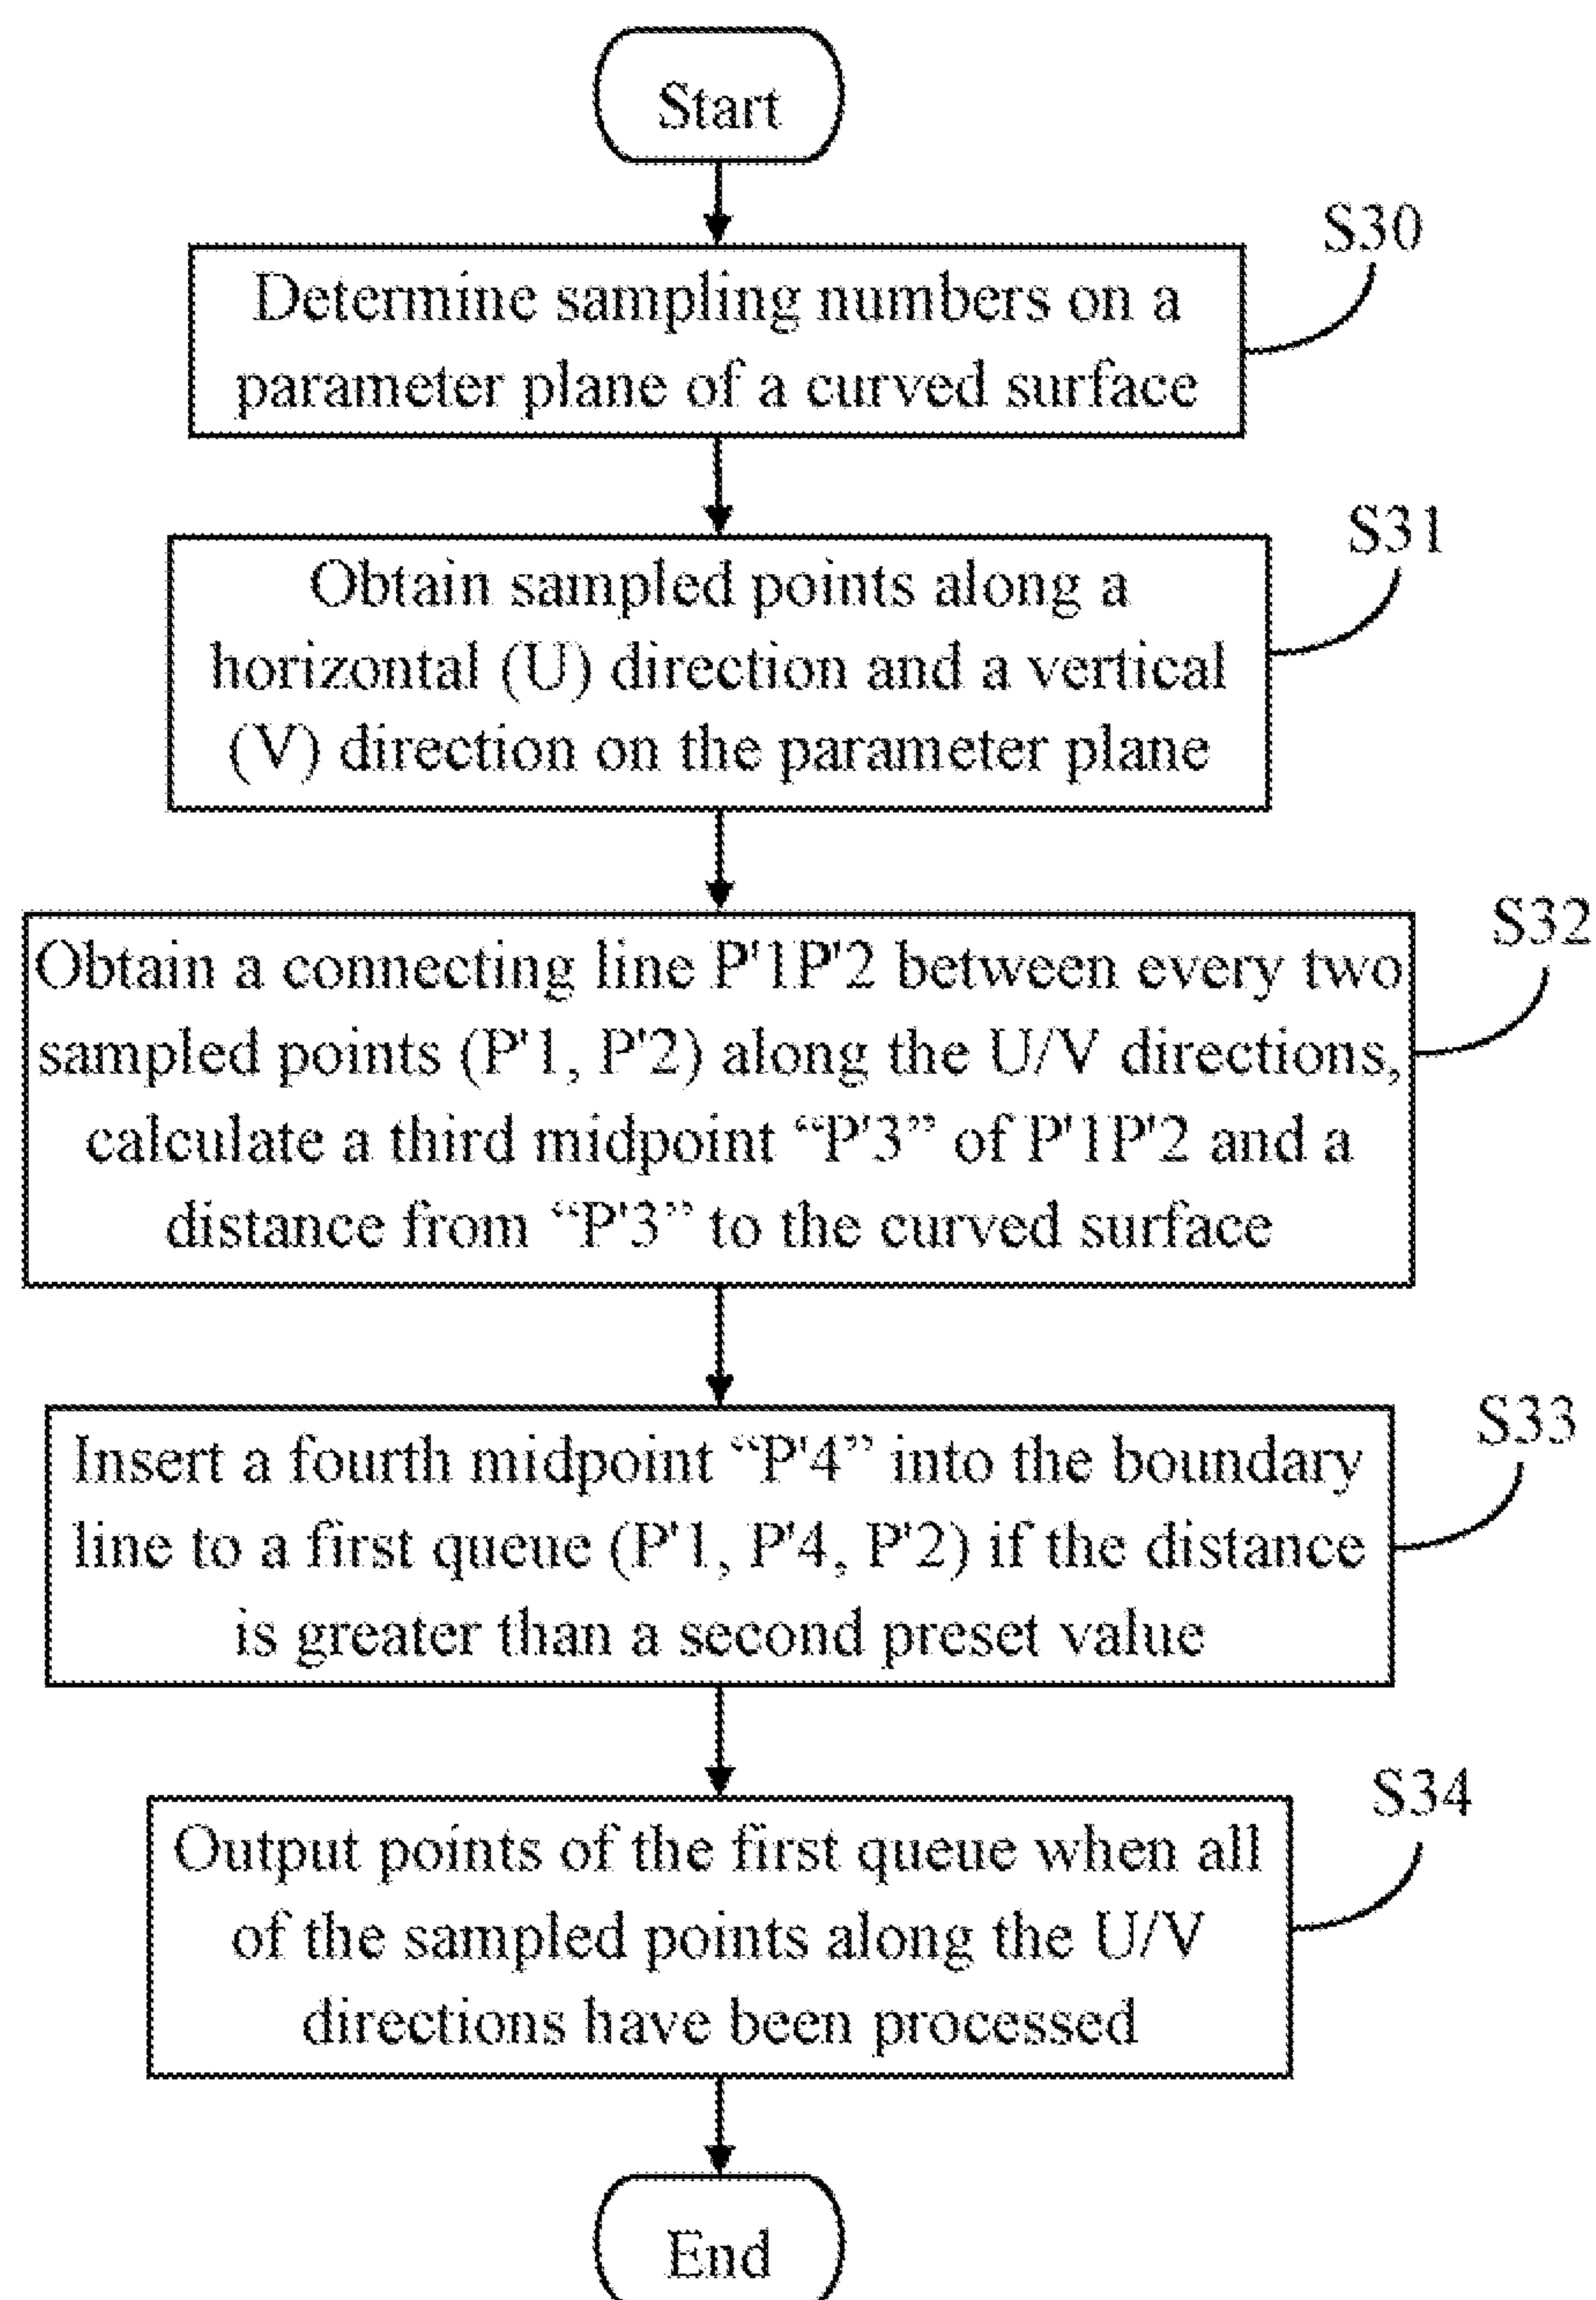 Start
S30
Determine sampling numbers on a
parameter plane of a curved surface
S31
Obtain sampled points along a
horizontal (U) direction and a vertical
(V) direction on the parameter plane
S32
Obtain a connecting line P'1P'2 between every two
sampled points (P'1, P'2) along the U/V directions,
calculate a third midpoint “P'3” of P'1P'2 and a
distance from “P'3” to the curved surface
S33
Insert a fourth midpoint “P'4” into the boundary
line to a first queue (P'1, P'4, P'2) if the distance
is greater than a second preset value
S34
Output points of the first queue when all
of the sampled points along the U/V
directions have been processed
End